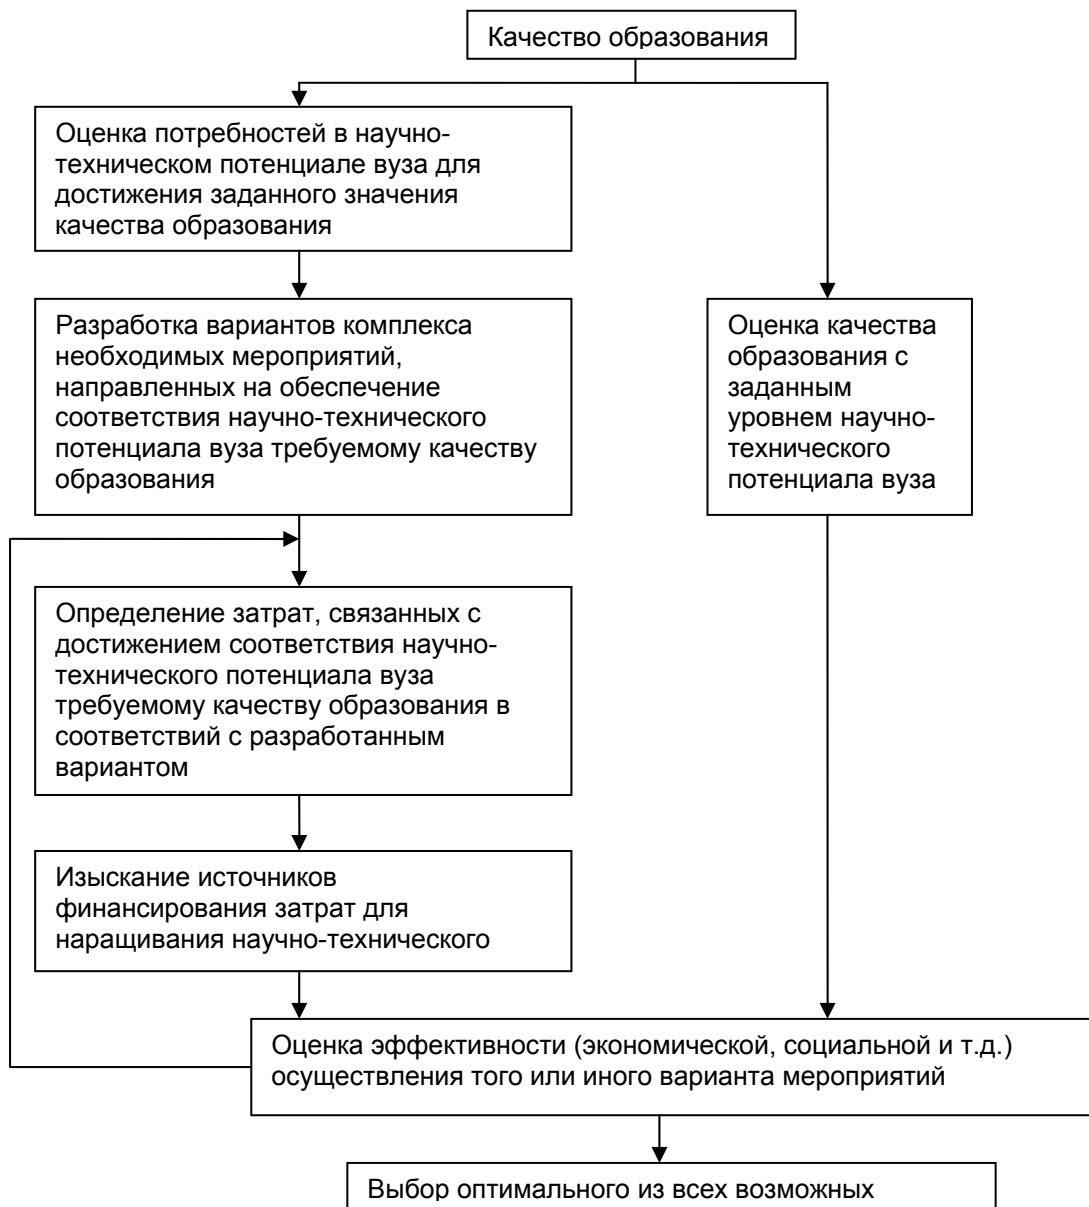 Качество образования
Оценка потребностей в научно-
техническом потенциале вуза для
достижения заданного значения
качества образования
Разработка вариантов комплекса
необходимых мероприятий,
направленных на обеспечение
соответствия научно-технического
потенциала вуза требуемому качеству
образования
Оценка качества
образования с
заданным
уровнем научно-
технического
потенциала вуза
Определение затрат, связанных с
достижением соответствия научно-
технического потенциала вуза
требуемому качеству образования в
соответствий с разработанным
вариантом
Изыскание источников
финансирования затрат для
наращивания научно-технического
Оценка эффективности (экономической, социальной и т.д.)
осуществления того или иного варианта мероприятий
Выбор оптимального из всех возможных